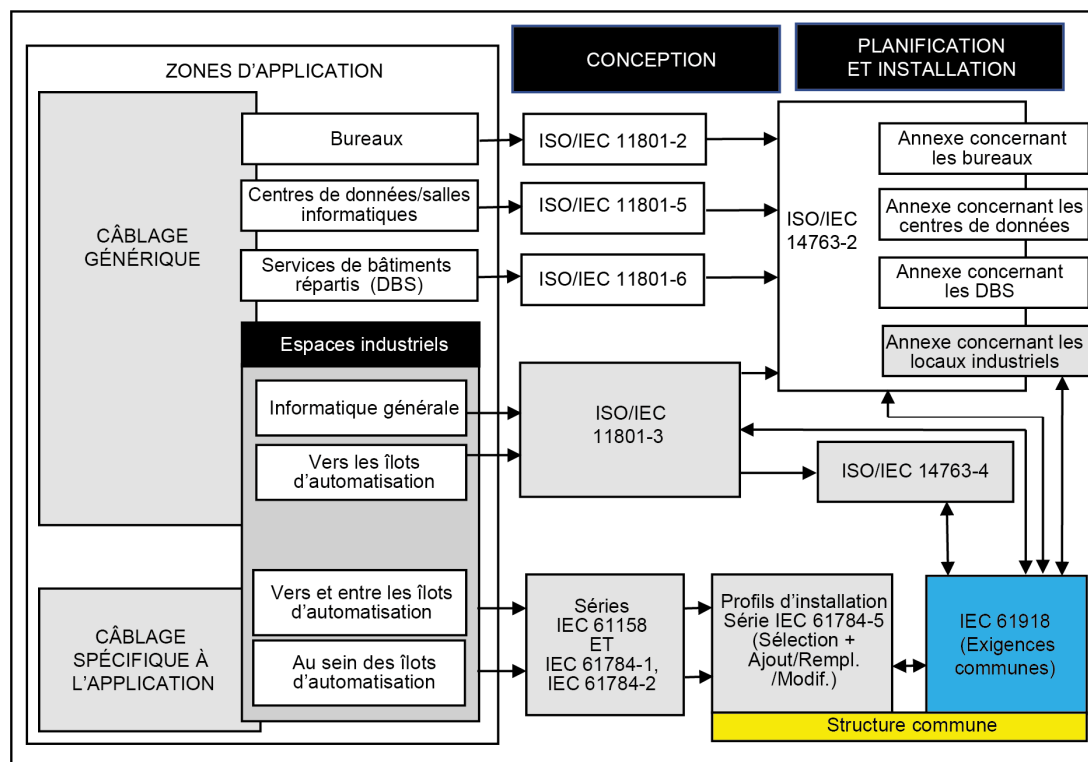 ZONES D'APPLICATION
CONCEPTION
PLANIFICATION
ET INSTALLATION
CÂBLAGE
GÉNÉRIQUE
Bureaux
ISO/IEC 11801-2
Centres de données/salles
informatiques
ISO/IEC 11801-5
Services de bâtiments
répartis (DBS)
ISO/IEC 11801-6
ISO/IEC
14763-2
Annexe concernant
les bureaux
Annexe concernant les
centres de données
Annexe concernant
les DBS
Annexe concernant les
locaux industriels
Espaces industriels
Informatique générale
Vers les îlots
d'automatisation
ISO/IEC
11801-3
ISO/IEC 14763-4
CÂBLAGE
SPÉCIFIQUE À
L'APPLICATION
Vers et entre les îlots
d'automatisation
Au sein des îlots
d'automatisation
Séries
IEC 61158
ET
IEC 61784-1,
IEC 61784-2
Profils d'installation
Série IEC 61784-5
(Sélection +
Ajout/Rempl.
/Modif.)
IEC 61918
(Exigences
communes)
Structure commune